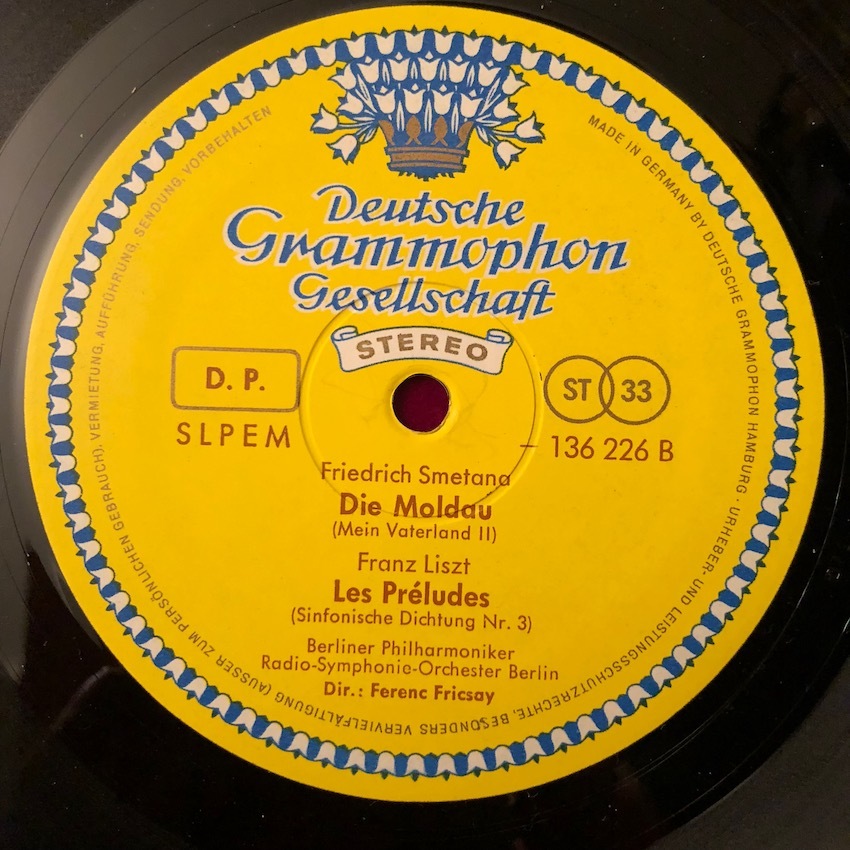 Deutsche
Grammophon
Gesellschaft
STEREO
D. P.
ST 33
SLPEM
136 226 B
Friedrich Smetana
Die Moldau
(Mein Vaterland II)
Franz Liszt
Les Préludes
(Sinfonische Dichtung Nr. 3)
Berliner Philharmoniker
Radio-Symphonie-Orchester Berlin
Dir.: Ferenc Fricsay
MADE IN GERMANY BY DEUTSCHE GRAMMOPHON HAMBURG · URHEBER- UND LEISTUNGSSCHUTZRECHTE, BESONDERS VERVIELFÄLTIGUNG (AUSSER ZUM PERSÖNLICHEN GEBRAUCH), VERMIETUNG, AUFFÜHRUNG, SENDUNG, VORBEHALTEN